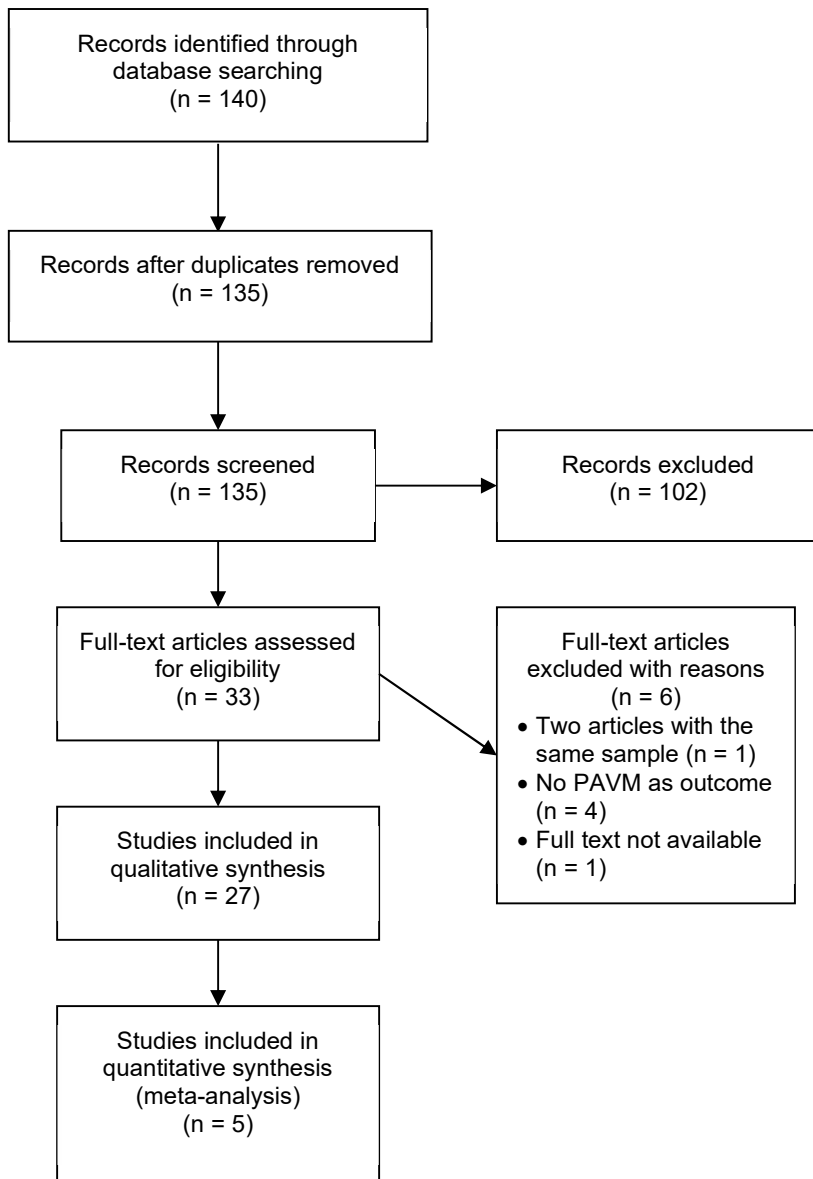 Records identified through
database searching
(n = 140)
Records after duplicates removed
(n = 135)
Records screened
(n = 135)
Records excluded
(n = 102)
Full-text articles assessed
for eligibility
(n = 33)
Full-text articles
excluded with reasons
(n = 6)
• Two articles with the
same sample (n = 1)
• No PAVM as outcome
(n = 4)
• Full text not available
(n = 1)
Studies included in
qualitative synthesis
(n = 27)
Studies included in
quantitative synthesis
(meta-analysis)
(n = 5)